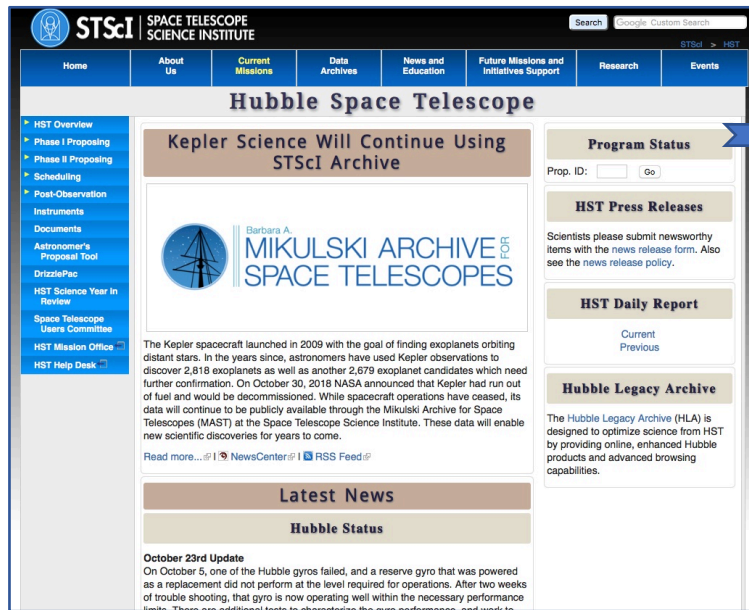 STScI
SPACE TELESCOPE
SCIENCE INSTITUTE
Search
Google Custom Search
STScI > HST
Home
About
Us
Current
Missions
Data
Archives
News and
Education
Future Missions and
Initiatives Support
Research
Events
Hubble Space Telescope
HST Overview
Phase I Proposing
Phase II Proposing
Scheduling
Post-Observation
Instruments
Documents
Astronomer's
Proposal Tool
DrizzlePac
HST Science Year in
Review
Space Telescope
Users Committee
HST Mission Office
HST Help Desk
Kepler Science Will Continue Using
STScI Archive
Barbara A.
MIKULSKI ARCHIVE FOR
SPACE TELESCOPES
The Kepler spacecraft launched in 2009 with the goal of finding exoplanets orbiting
distant stars. In the years since, astronomers have used Kepler observations to
discover 2,818 exoplanets as well as another 2,679 exoplanet candidates which need
further confirmation. On October 30, 2018 NASA announced that Kepler had run out
of fuel and would be decommissioned. While spacecraft operations have ceased, its
data will continue to be publicly available through the Mikulski Archive for Space
Telescopes (MAST) at the Space Telescope Science Institute. These data will enable
new scientific discoveries for years to come.
Read more... | NewsCenter | RSS Feed
Latest News
Hubble Status
October 23rd Update
On October 5, one of the Hubble gyros failed, and a reserve gyro that was powered
as a replacement did not perform at the level required for operations. After two weeks
of trouble shooting, that gyro is now operating well within the necessary performance
limits. There are additional tests to characterize the gyro performance, and work to
Program Status
Prop. ID:
Go
HST Press Releases
Scientists please submit newsworthy
items with the news release form. Also
see the news release policy.
HST Daily Report
Current
Previous
Hubble Legacy Archive
The Hubble Legacy Archive (HLA) is
designed to optimize science from HST
by providing online, enhanced Hubble
products and advanced browsing
capabilities.